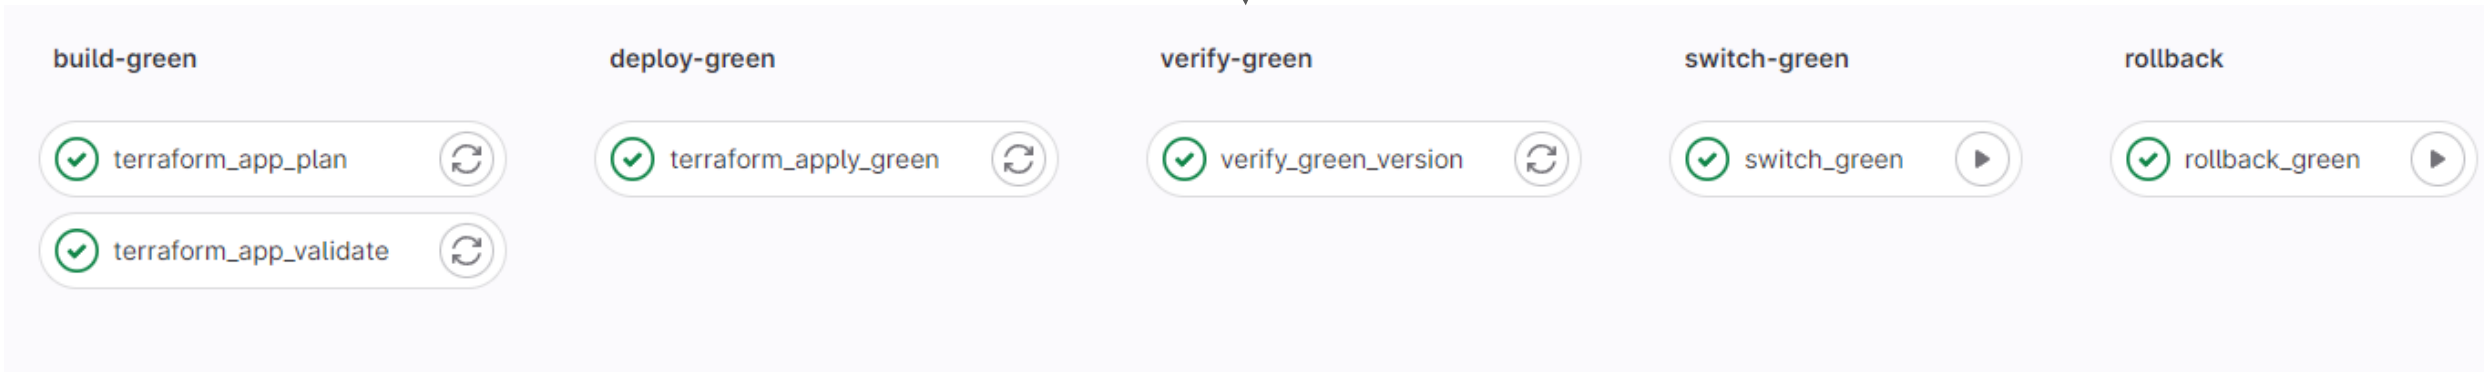 build-green
deploy-green
verify-green
switch-green
rollback
terraform_app_plan
terraform_apply_green
verify_green_version
switch_green
rollback_green
terraform_app_validate